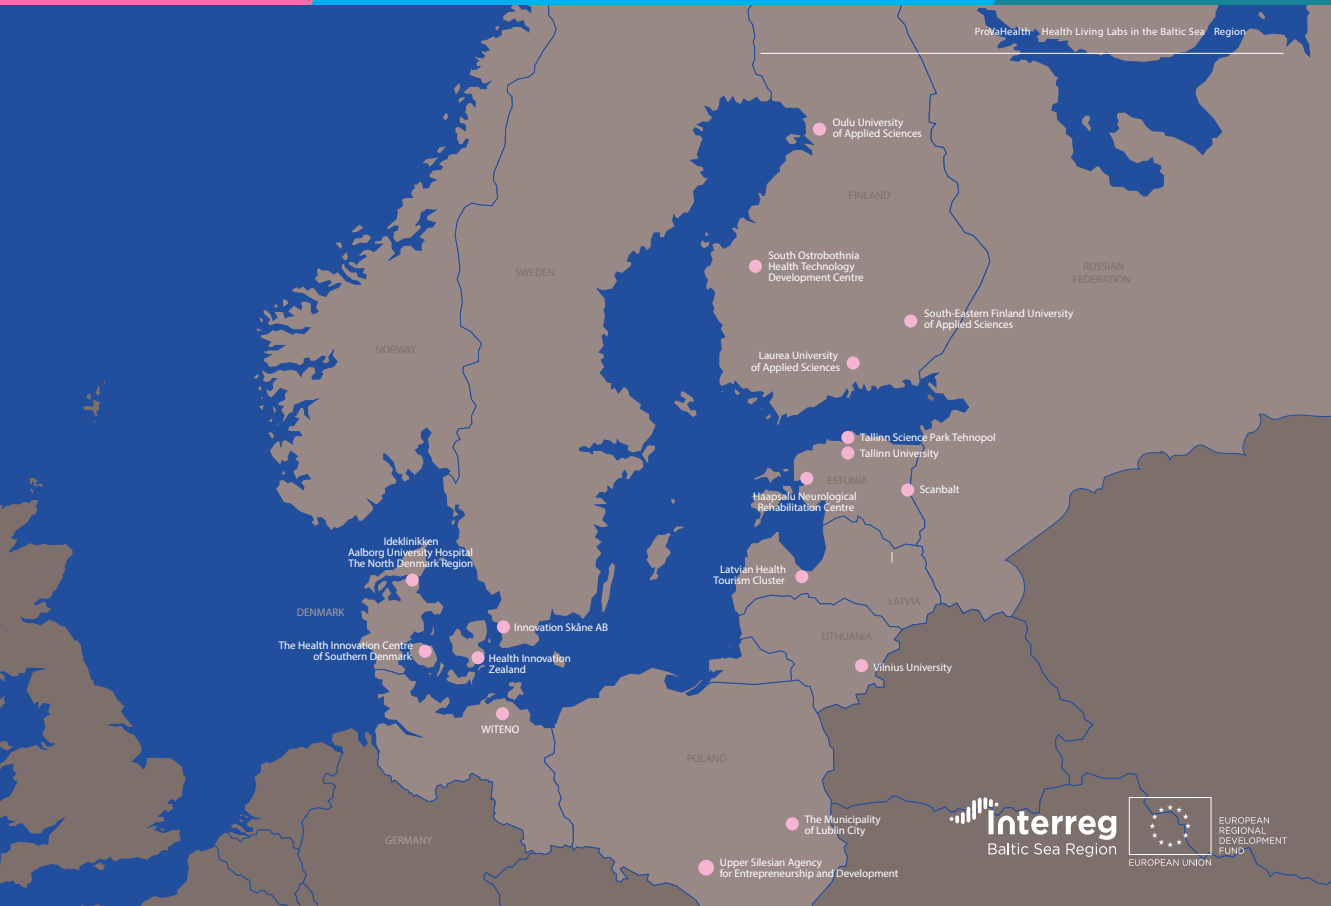 ProVaHealth Health Living Labs in the Baltic Sea Region
Oulu University
of Applied Sciences
FINLAND
South Ostrobothnia
Health Technology
Development Centre
SWEDEN
RUSSIAN
FEDERATION
South-Eastern Finland University
of Applied Sciences
NORWAY
Laurea University
of Applied Sciences
Tallinn Science Park Tehnopol
Tallinn University
ESTONIA
Scanbalt
Haapsalu Neurological
Rehabilitation Centre
Ideklinikken
Aalborg University Hospital
The North Denmark Region
Latvian Health
Tourism Cluster
LATVIA
DENMARK
Innovation Skåne AB
LITHUANIA
The Health Innovation Centre
of Southern Denmark
Health Innovation
Zealand
Vilnius University
WITENO
POLAND
The Municipality
of Lublin City
GERMANY
Upper Silesian Agency
for Entrepreneurship and Development
Interreg
Baltic Sea Region
EUROPEAN UNION
EUROPEAN
REGIONAL
DEVELOPMENT
FUND